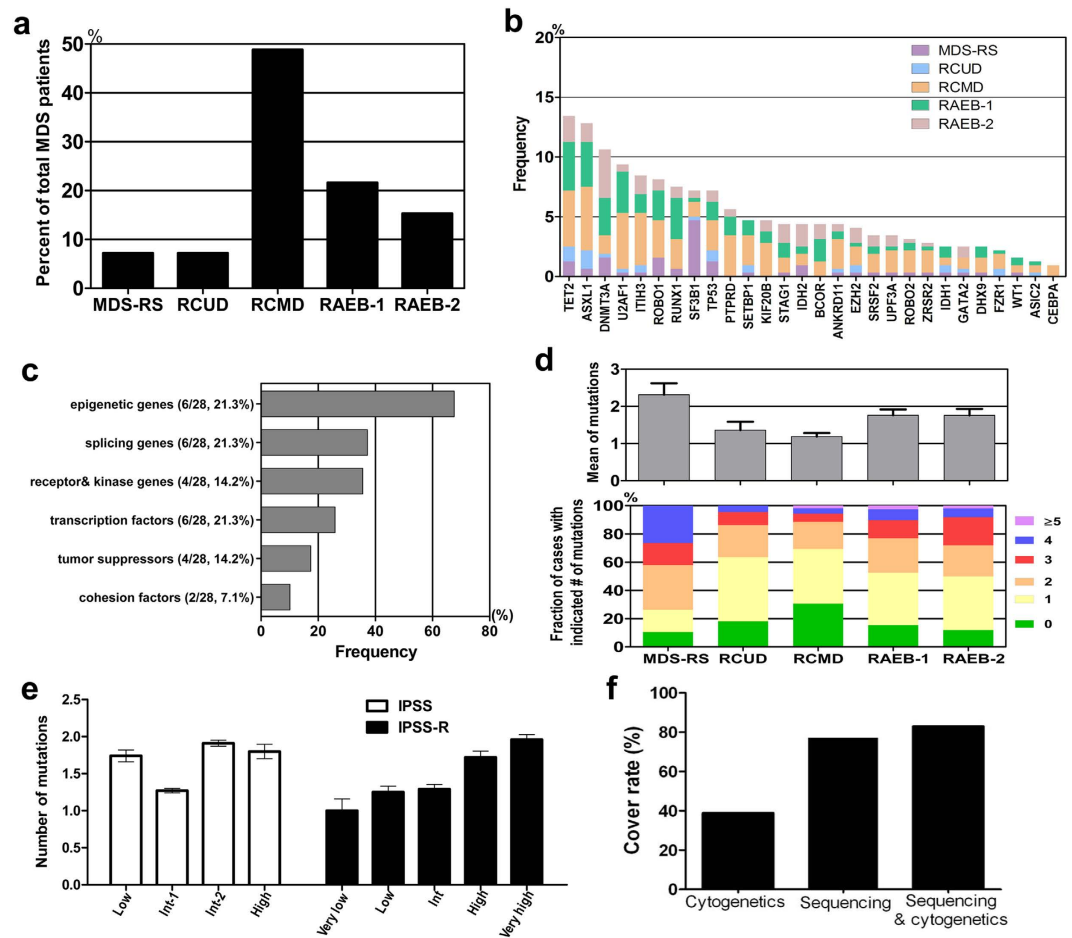 a
%
Percent of total MDS patients
50
40
30
20
10
0
MDS-RS RCUD RCMD RAEB-1 RAEB-2
b
%
Frequency
20
15
10
5
0
MDS-RS
RCUD
RCMD
RAEB-1
RAEB-2
TET2
ASXL1
DNMT3A
U2AF1
ITIH3
ROBO1
RUNX1
SF3B1
TP53
PTPRD
SETBP1
KIF20B
STAG1
IDH2
BCOR
ANKRD11
EZH2
SRSF2
UPF3A
ROBO2
ZRSR2
IDH1
GATA2
DHX9
FZR1
WT1
ASIC2
CEBPA
c
epigenetic genes (6/28, 21.3%)
splicing genes (6/28, 21.3%)
receptor& kinase genes (4/28, 14.2%)
transcription factors (6/28, 21.3%)
tumor suppressors (4/28, 14.2%)
cohesion factors (2/28, 7.1%)
(%)
0 20 40 60 80
Frequency
d
Mean of mutations
3
2
1
0
%
Fraction of cases with
indicated # of mutations
100
80
60
40
20
0
≥5
4
3
2
1
0
MDS-RS RCUD RCMD RAEB-1 RAEB-2
e
Number of mutations
2.5
2.0
1.5
1.0
0.5
0.0
IPSS
IPSS-R
Low
Int-1
Int-2
High
Very low
Low
Int
High
Very high
f
Cover rate (%)
100
80
60
40
20
0
Cytogenetics Sequencing Sequencing
& cytogenetics